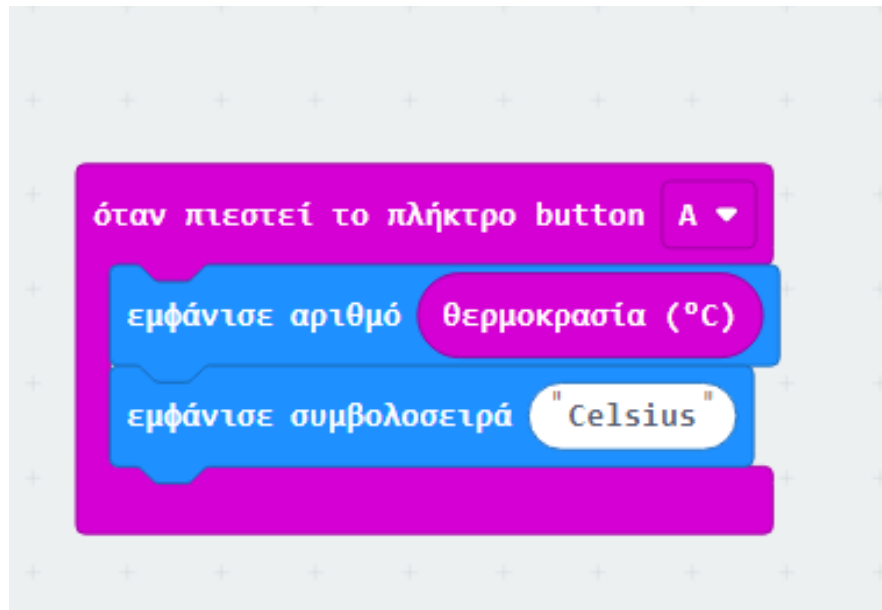 όταν πιεστεί το πλήκτρο button A
εμφάνισε αριθμό θερμοκρασία (°C)
εμφάνισε συμβολοσειρά "Celsius"